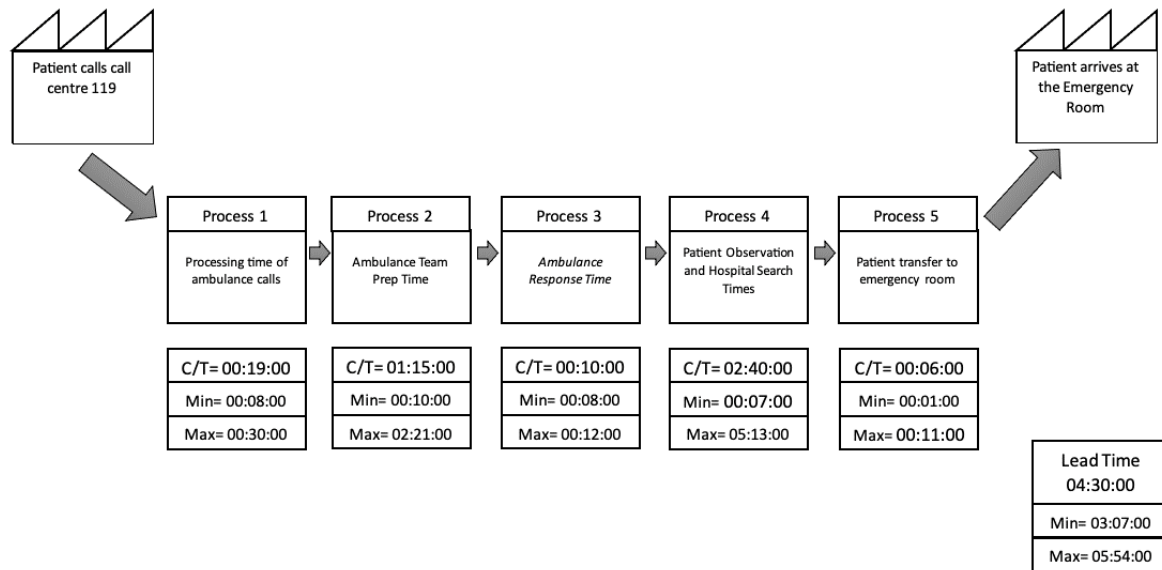 Patient calls call
centre 119
Patient arrives at
the Emergency
Room
Process 1
Processing time of
ambulance calls
Process 2
Ambulance Team
Prep Time
Process 3
Ambulance
Response Time
Process 4
Patient Observation
and Hospital Search
Times
Process 5
Patient transfer to
emergency room
C/T= 00:19:00
Min= 00:08:00
Max= 00:30:00
C/T= 01:15:00
Min= 00:10:00
Max= 02:21:00
C/T= 00:10:00
Min= 00:08:00
Max= 00:12:00
C/T= 02:40:00
Min= 00:07:00
Max= 05:13:00
C/T= 00:06:00
Min= 00:01:00
Max= 00:11:00
Lead Time
04:30:00
Min= 03:07:00
Max= 05:54:00